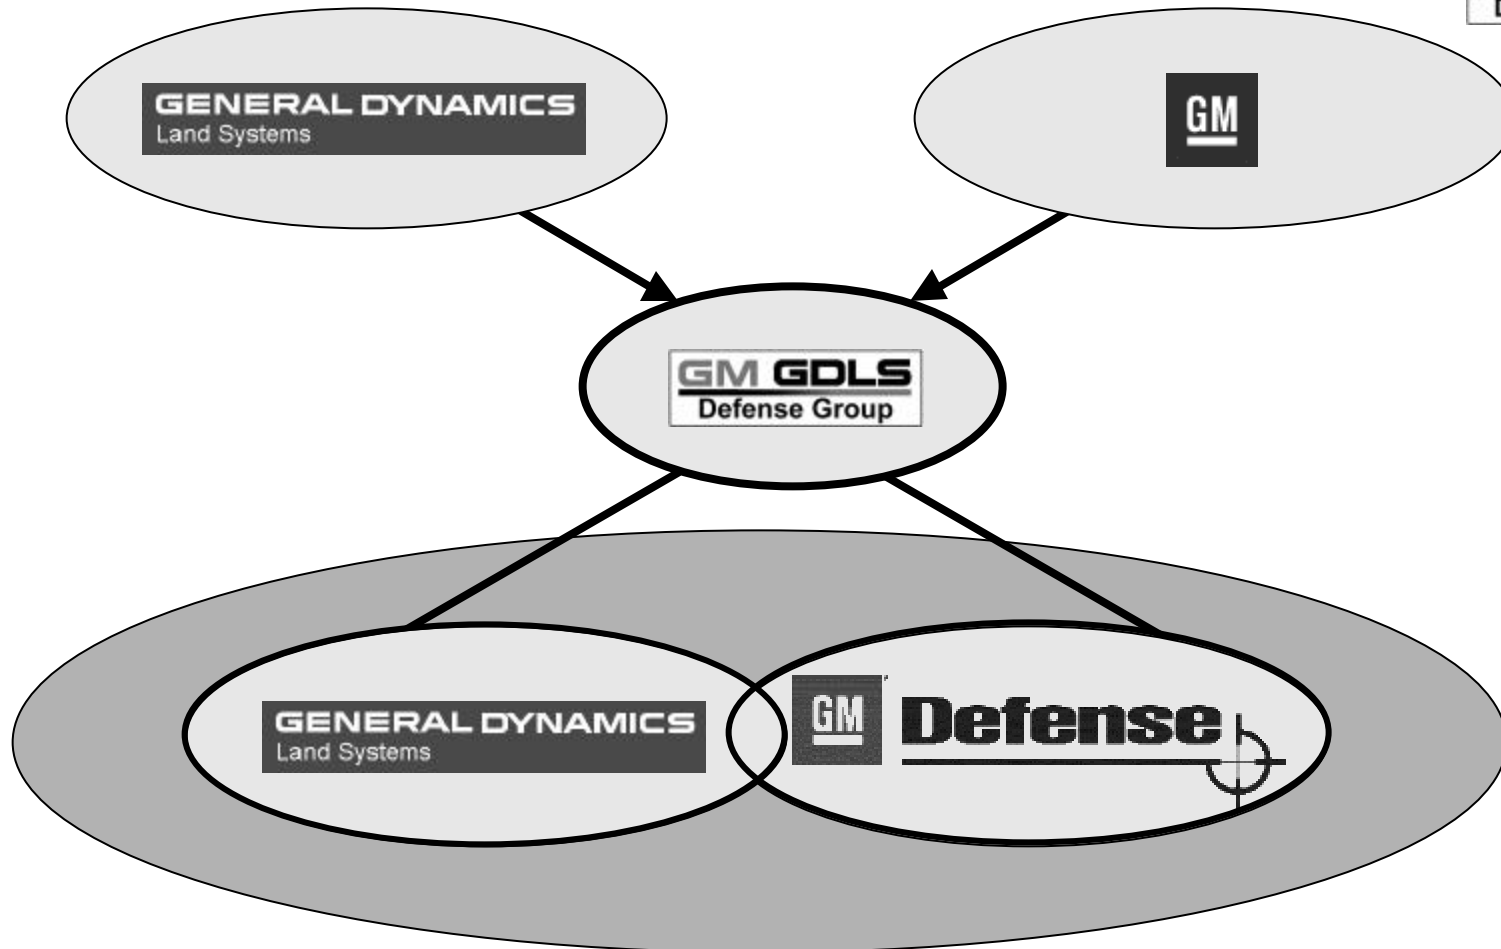 GENERAL DYNAMICS
Land Systems
GM
GM GDLS
Defense Group
GENERAL DYNAMICS
Land Systems
GM Defense